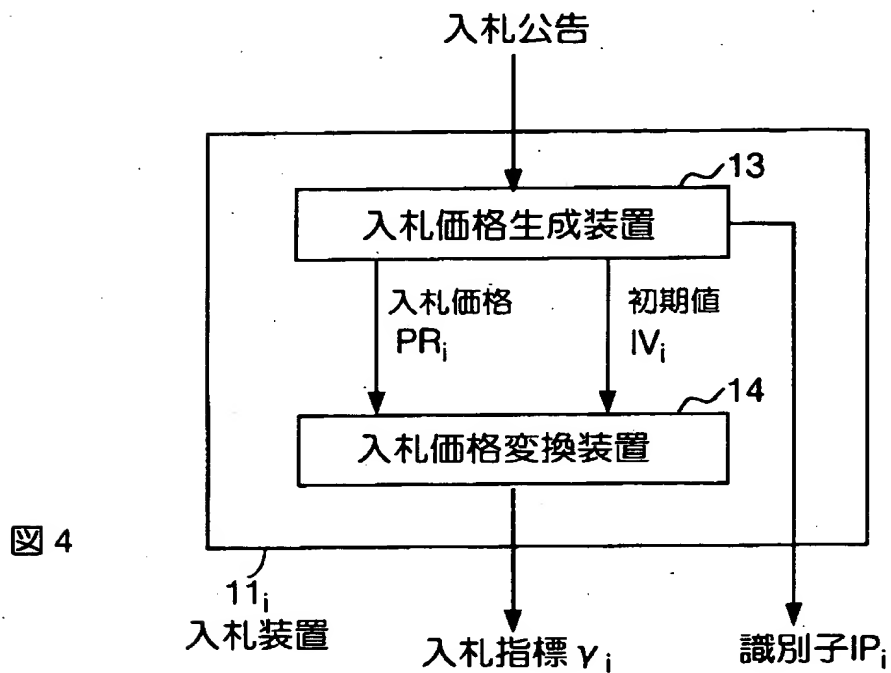 入札公告
13
入札価格生成装置
入札価格
PRi
初期値
IVi
14
入札価格変換装置
図 4
11i
入札装置
入札指標 γi
識別子IPi